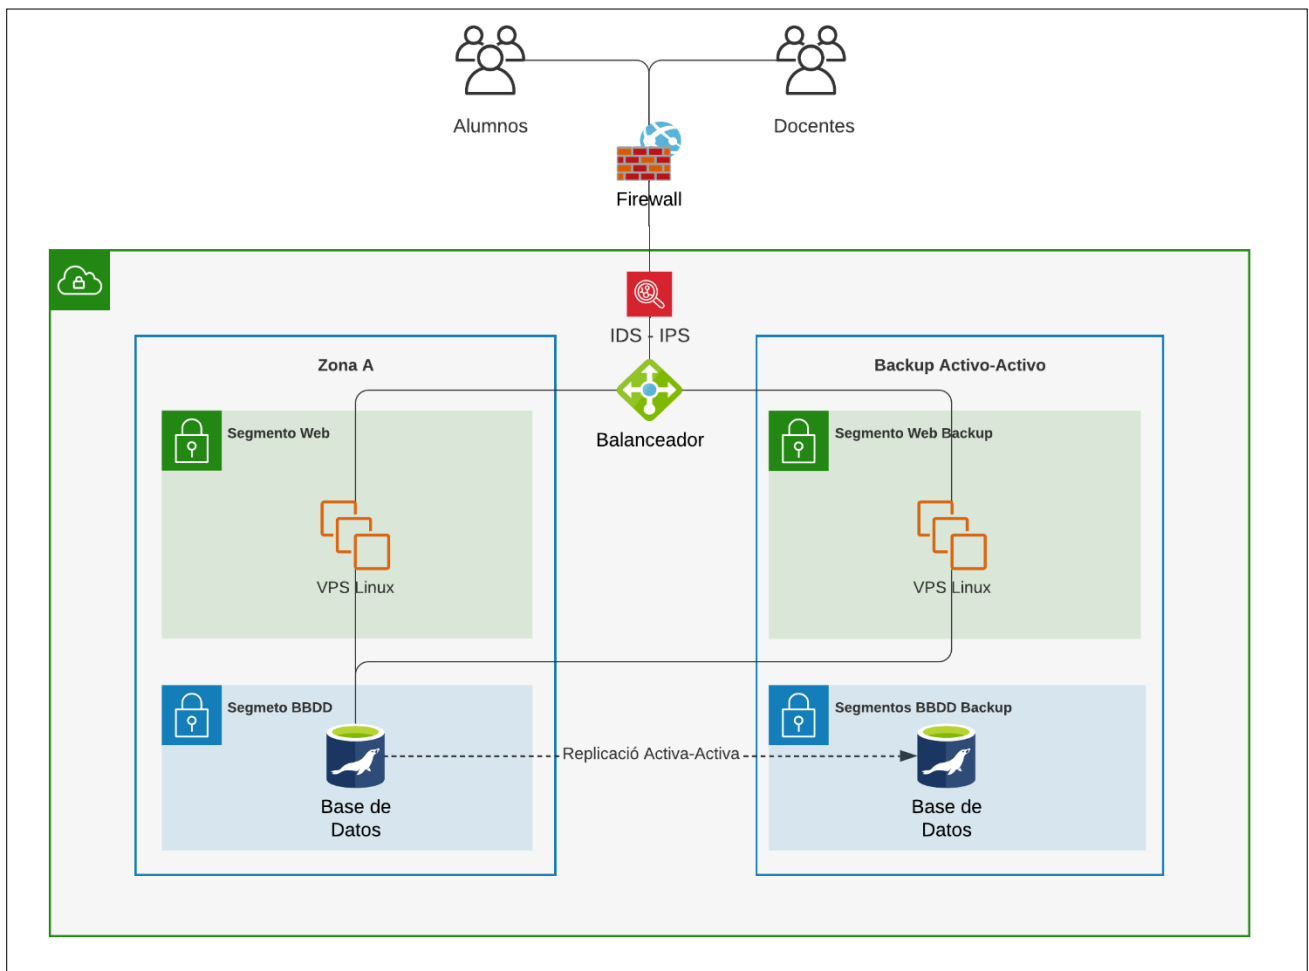 Alumnos
Docentes
Firewall
IDS - IPS
Zona A
Backup Activo-Activo
Segmento Web
Balanceador
Segmento Web Backup
VPS Linux
VPS Linux
Segmeto BBDD
Segmentos BBDD Backup
Replicació Activa-Activa
Base de
Datos
Base de
Datos